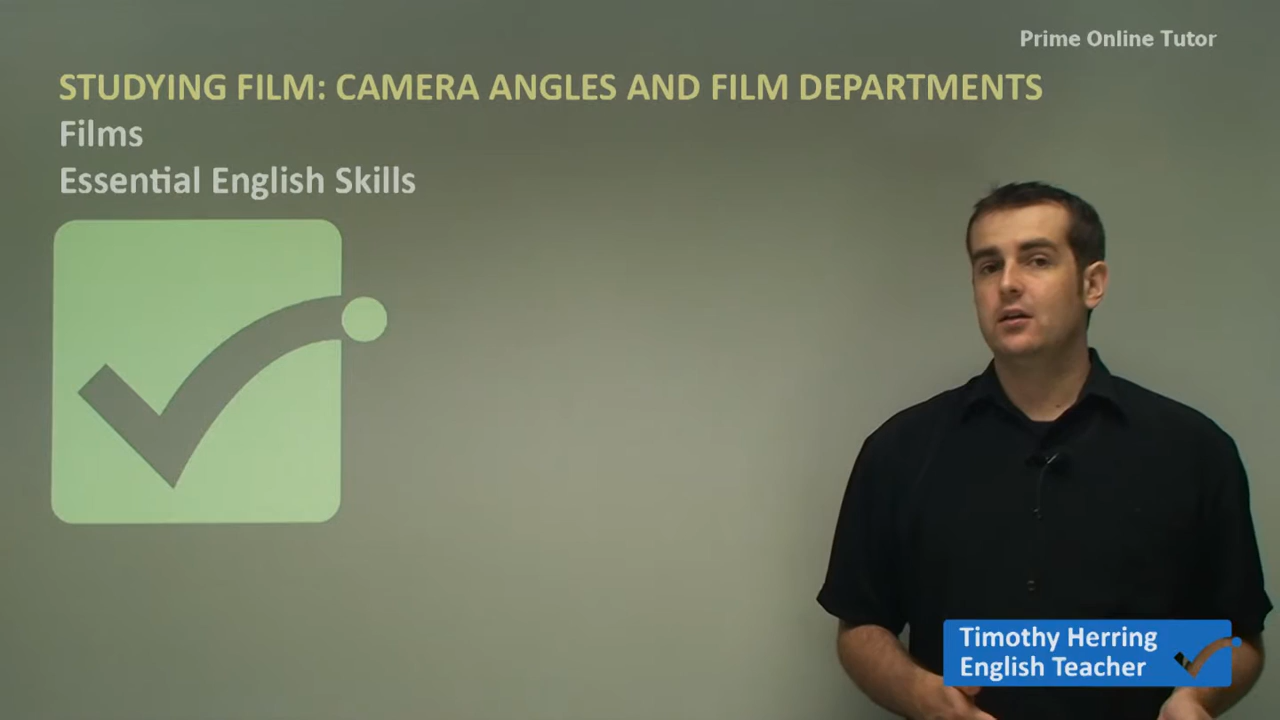 Prime Online Tutor
STUDYING FILM: CAMERA ANGLES AND FILM DEPARTMENTS
Films
Essential English Skills
Timothy Herring
English Teacher